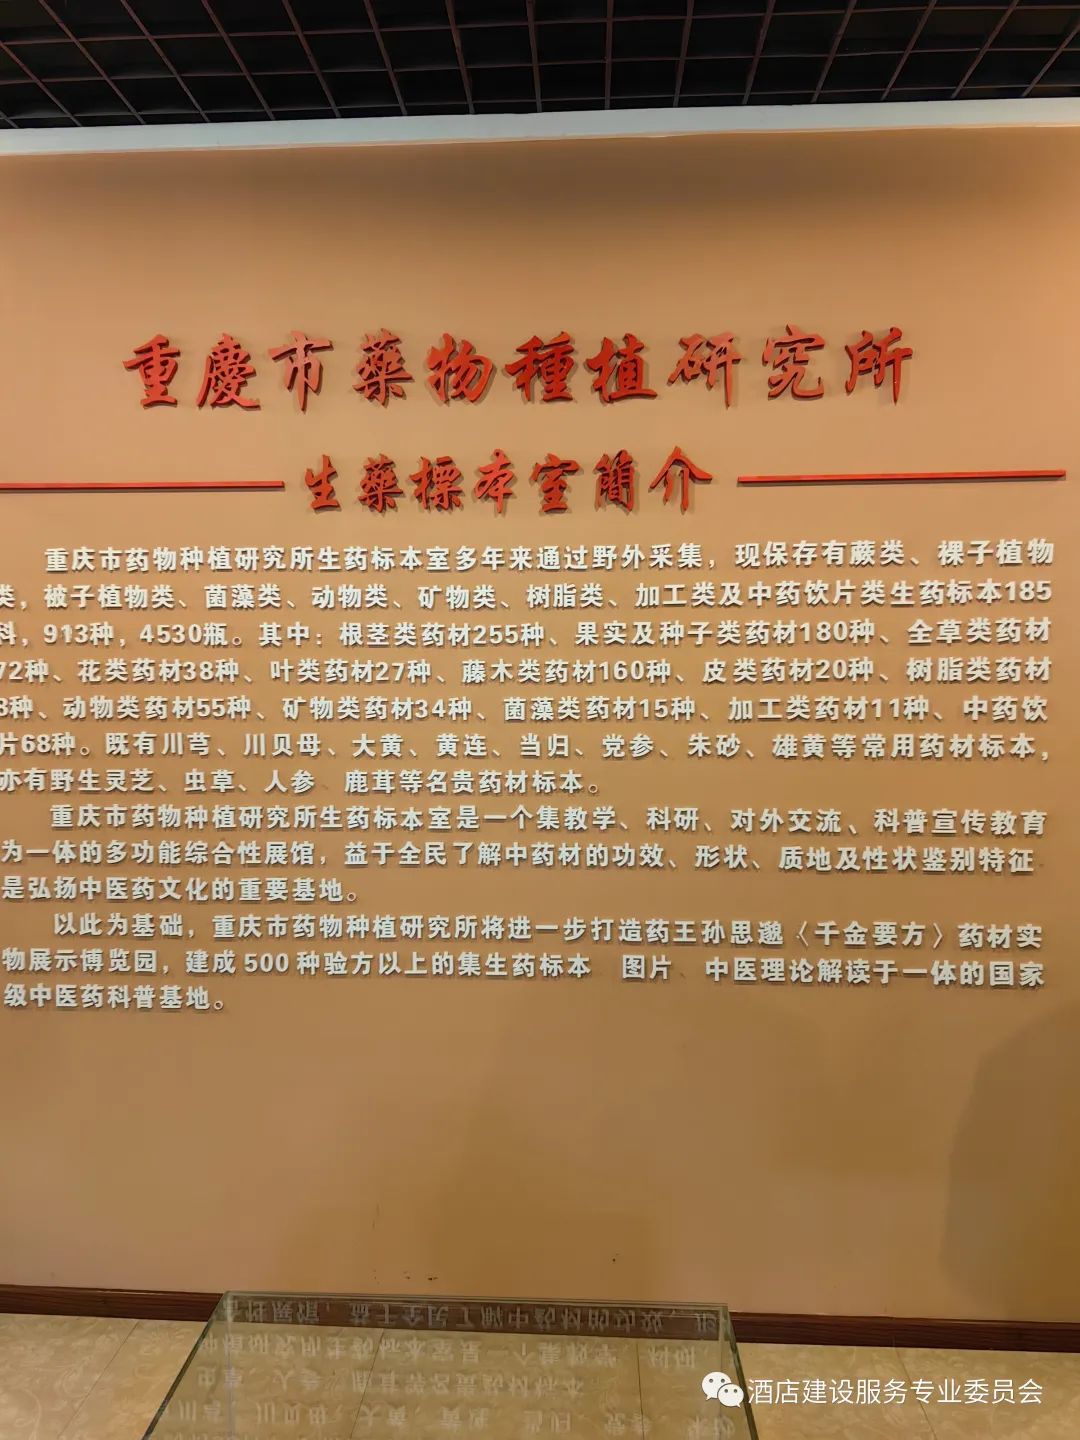 重慶市藥物種植研究所
生藥標本室簡介
重庆市药物种植研究所生药标本室多年来通过野外采集，现保存有蕨类、裸子植物
类，被子植物类、菌藻类、动物类、矿物类、树脂类、加工类及中药饮片类生药标本185
科，913种，4530瓶。其中：根茎类药材255种、果实及种子类药材180种、全草类药材
72种、花类药材38种、叶类药材27种、藤木类药材160种、皮类药材20种、树脂类药材
8种、动物类药材55种、矿物类药材34种、菌藻类药材15种、加工类药材11种、中药饮
片68种。既有川芎、川贝母、大黄、黄连、当归、党参、朱砂、雄黄等常用药材标本，
亦有野生灵芝、虫草、人参、鹿茸等名贵药材标本。
重庆市药物种植研究所生药标本室是一个集教学、科研、对外交流、科普宣传教育
为一体的多功能综合性展馆，益于全民了解中药材的功效、形状、质地及性状鉴别特征
是弘扬中医药文化的重要基地。
以此为基础，重庆市药物种植研究所将进一步打造药王孙思邈〈千金要方〉药材实
物展示博览园，建成500种验方以上的集生药标本 图片、中医理论解读于一体的国家
级中医药科普基地。
酒店建设服务专业委员会